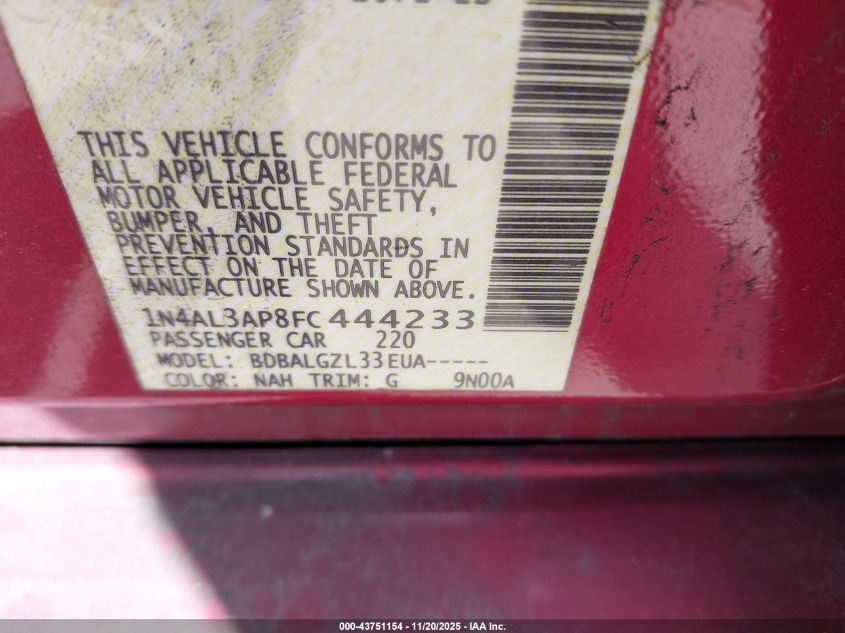 THIS VEHICLE CONFORMS TO
ALL APPLICABLE FEDERAL
MOTOR VEHICLE SAFETY,
BUMPER, AND THEFT
PREVENTION STANDARDS IN
EFFECT ON THE DATE OF
MANUFACTURE SHOWN ABOVE.
1N4AL3AP8FC444233
PASSENGER CAR 220
MODEL: BDBALGZL33EUA-----
COLOR: NAH TRIM: G 9N00A
000-43751154 - 11/20/2025 - IAA Inc.